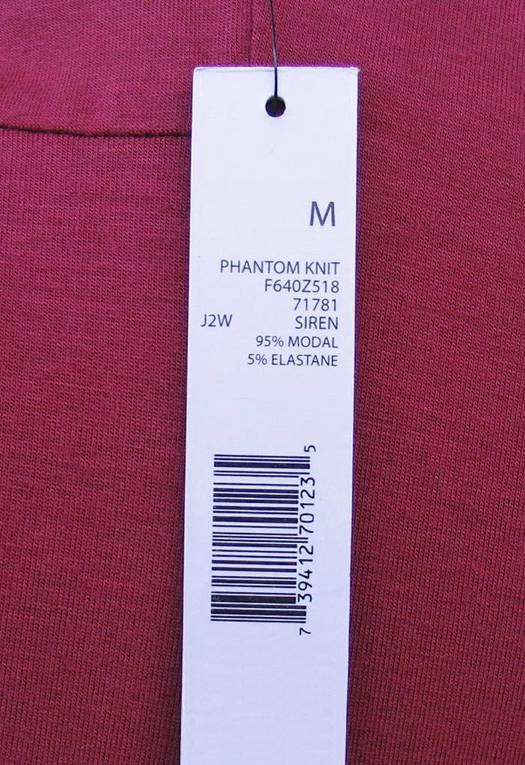 M
PHANTOM KNIT
F640Z518
71781
J2W SIREN
95% MODAL
5% ELASTANE
7 39412 70123 5